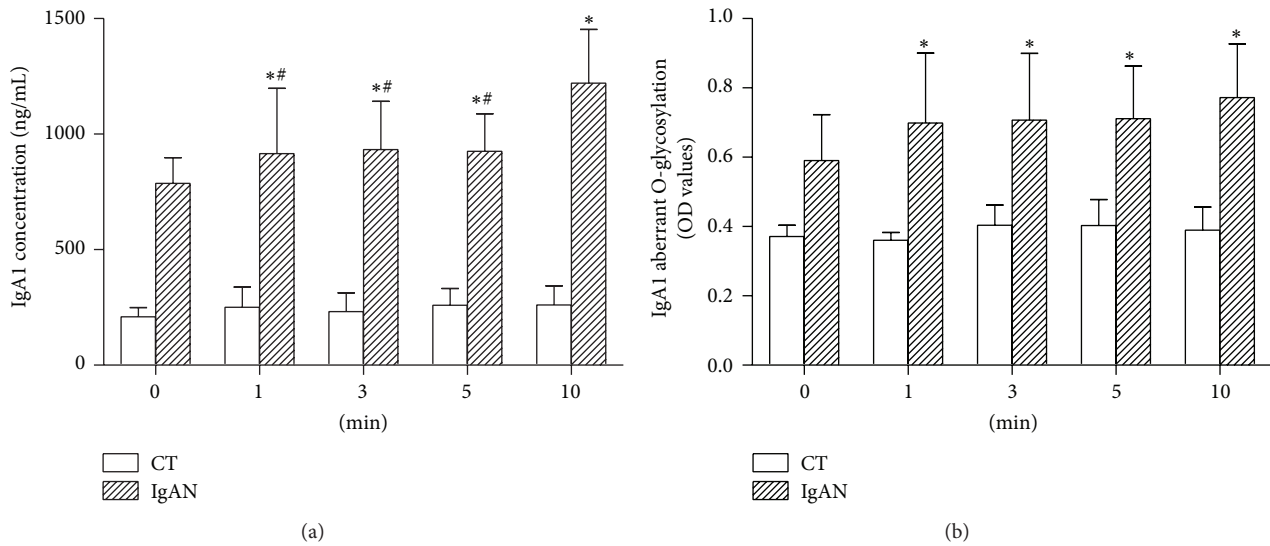 1500
1000
500
0
IgA1 concentration (ng/mL)
*#
*#
*#
*
0 1 3 5 10
(min)
CT
IgAN
(a)
1.0
0.8
0.6
0.4
0.2
0.0
IgA1 aberrant O-glycosylation
(OD values)
*
*
*
*
0 1 3 5 10
(min)
CT
IgAN
(b)